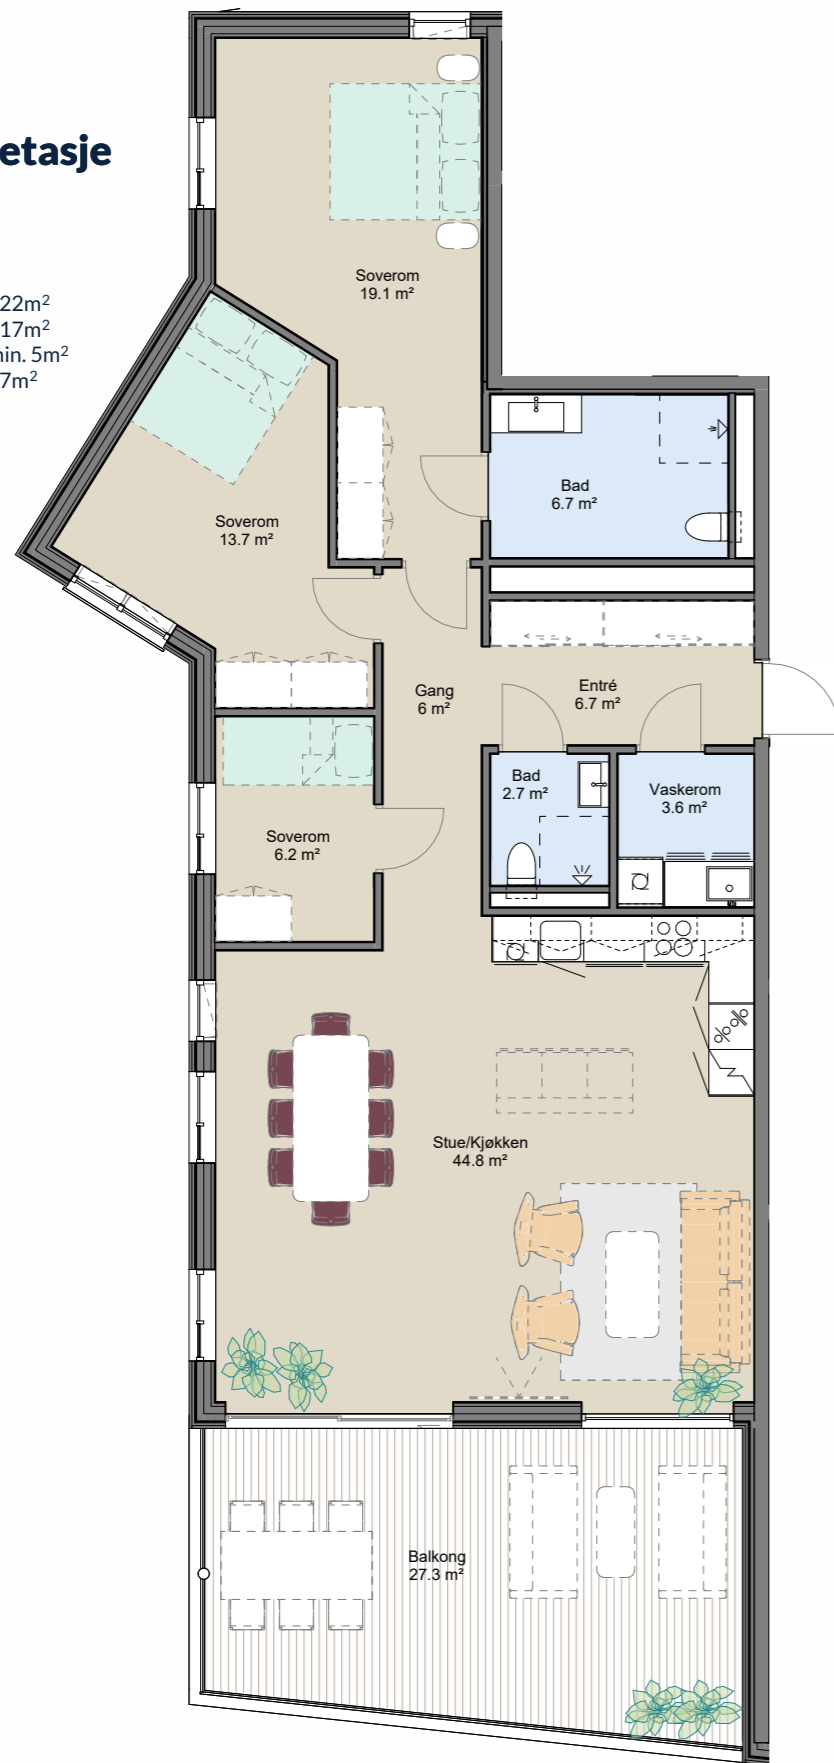 etasje
22m²
17m²
min. 5m²
7m²
Soverom
19.1 m²
Soverom
13.7 m²
Bad
6.7 m²
Gang
6 m²
Entré
6.7 m²
Bad
2.7 m²
Vaskerom
3.6 m²
Soverom
6.2 m²
Stue/Kjøkken
44.8 m²
Balkong
27.3 m²